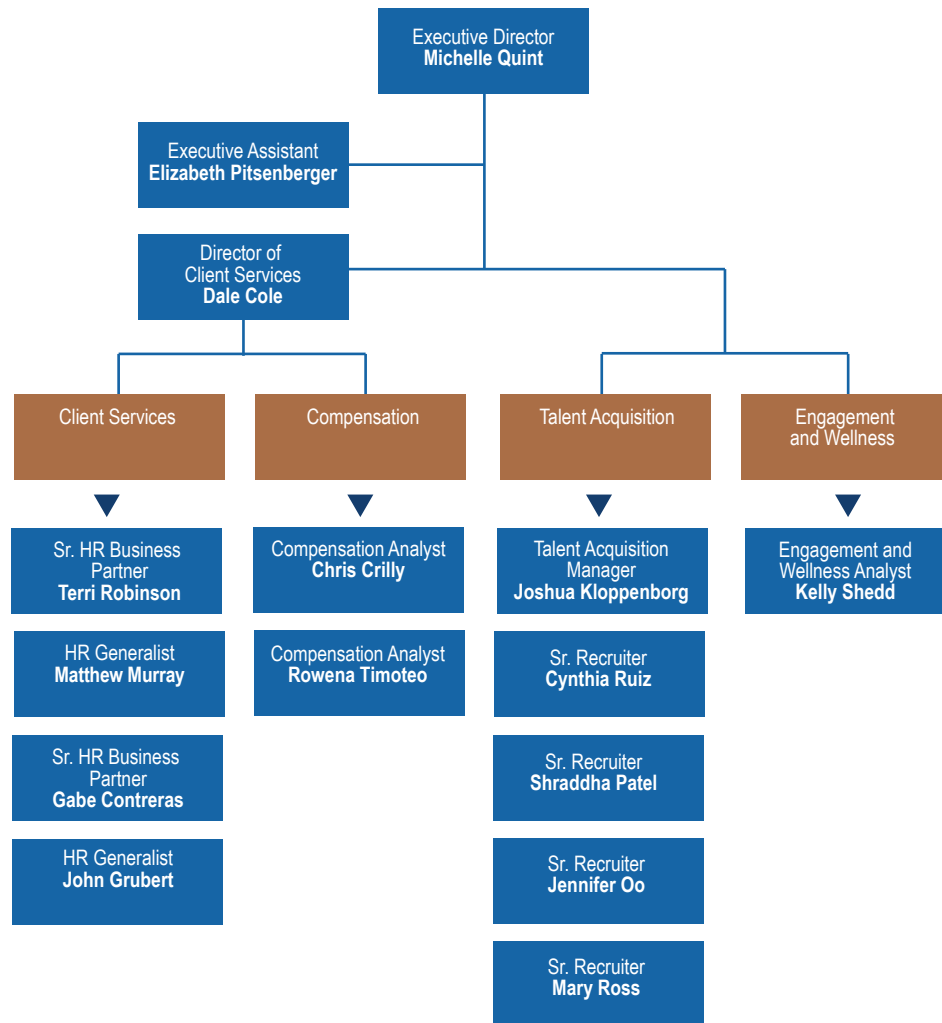 Executive Director
Michelle Quint
Executive Assistant
Elizabeth Pitsenberger
Director of
Client Services
Dale Cole
Client Services
Compensation
Talent Acquisition
Engagement
and Wellness
Sr. HR Business
Partner
Terri Robinson
HR Generalist
Matthew Murray
Sr. HR Business
Partner
Gabe Contreras
HR Generalist
John Grubert
Compensation Analyst
Chris Crilly
Compensation Analyst
Rowena Timoteo
Talent Acquisition
Manager
Joshua Kloppenborg
Sr. Recruiter
Cynthia Ruiz
Sr. Recruiter
Shraddha Patel
Sr. Recruiter
Jennifer Oo
Sr. Recruiter
Mary Ross
Engagement and
Wellness Analyst
Kelly Shedd